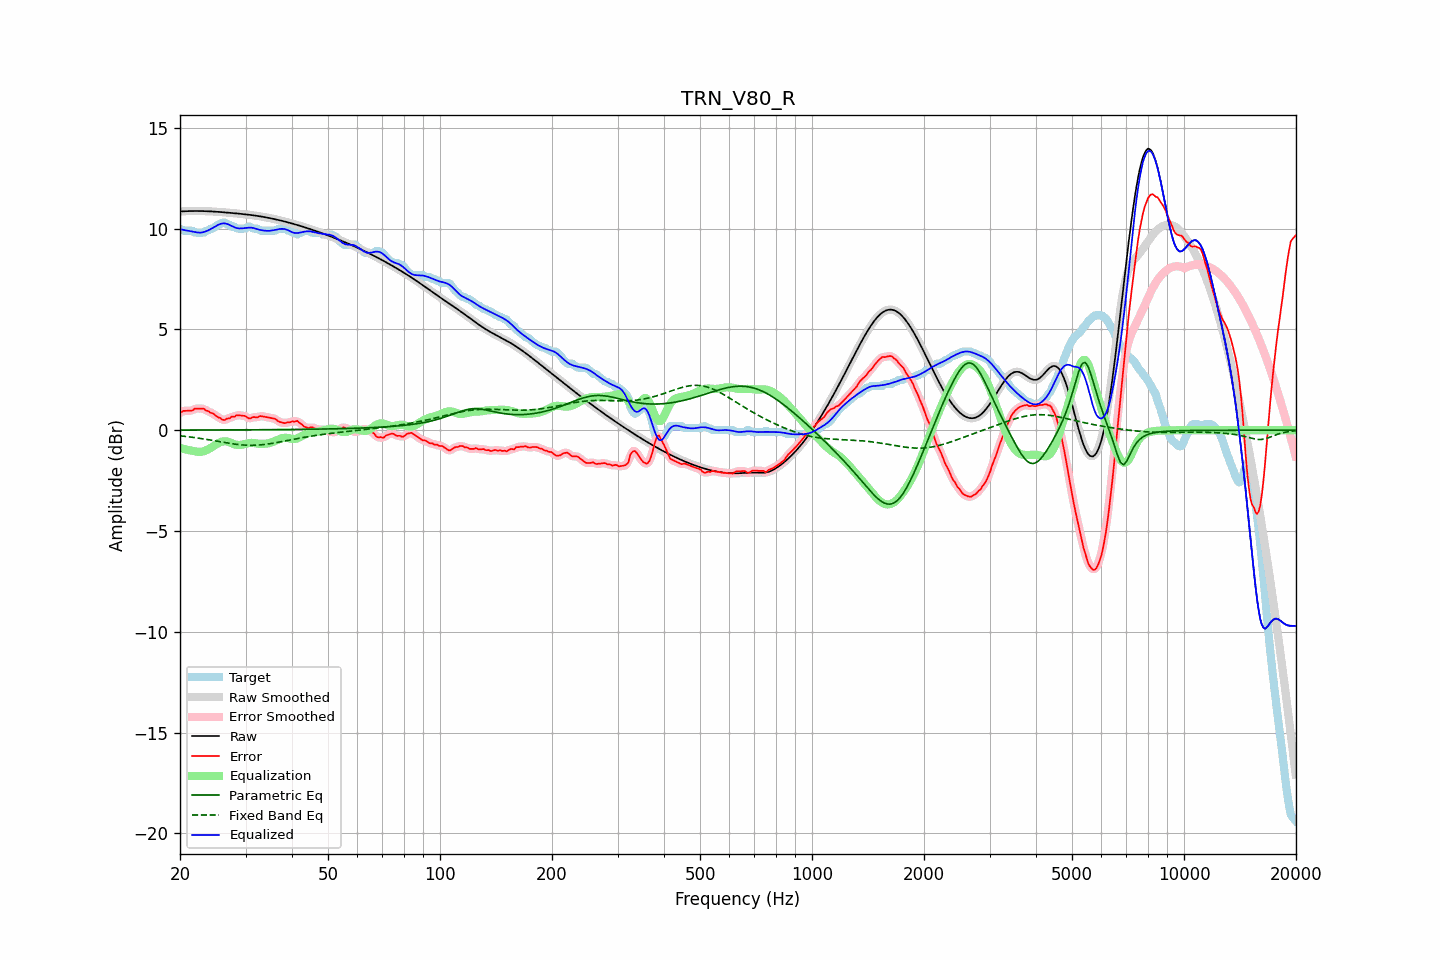 TRN_V80_R
15
10
5
0
−5
−10
−15
−20
Amplitude (dBr)
Target
Raw Smoothed
Error Smoothed
Raw
Error
Equalization
Parametric Eq
Fixed Band Eq
Equalized
20 50 100 200 500 1000 2000 5000 10000 20000
Frequency (Hz)